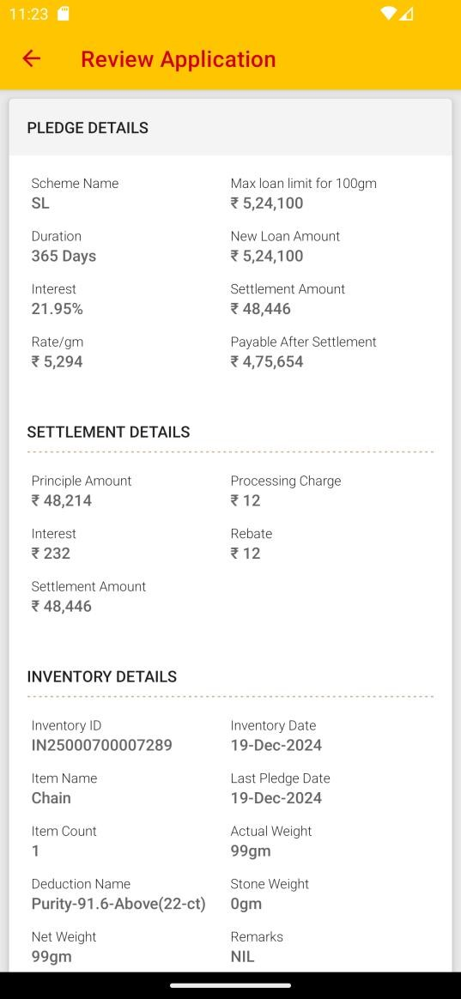 11:23
Review Application
PLEDGE DETAILS
Scheme Name
SL
Max loan limit for 100gm
₹ 5,24,100
Duration
365 Days
New Loan Amount
₹ 5,24,100
Interest
21.95%
Settlement Amount
₹ 48,446
Rate/gm
₹ 5,294
Payable After Settlement
₹ 4,75,654
SETTLEMENT DETAILS
Principle Amount
₹ 48,214
Processing Charge
₹ 12
Interest
₹ 232
Rebate
₹ 12
Settlement Amount
₹ 48,446
INVENTORY DETAILS
Inventory ID
IN25000700007289
Inventory Date
19-Dec-2024
Item Name
Chain
Last Pledge Date
19-Dec-2024
Item Count
1
Actual Weight
99gm
Deduction Name
Purity-91.6-Above(22-ct)
Stone Weight
0gm
Net Weight
99gm
Remarks
NIL